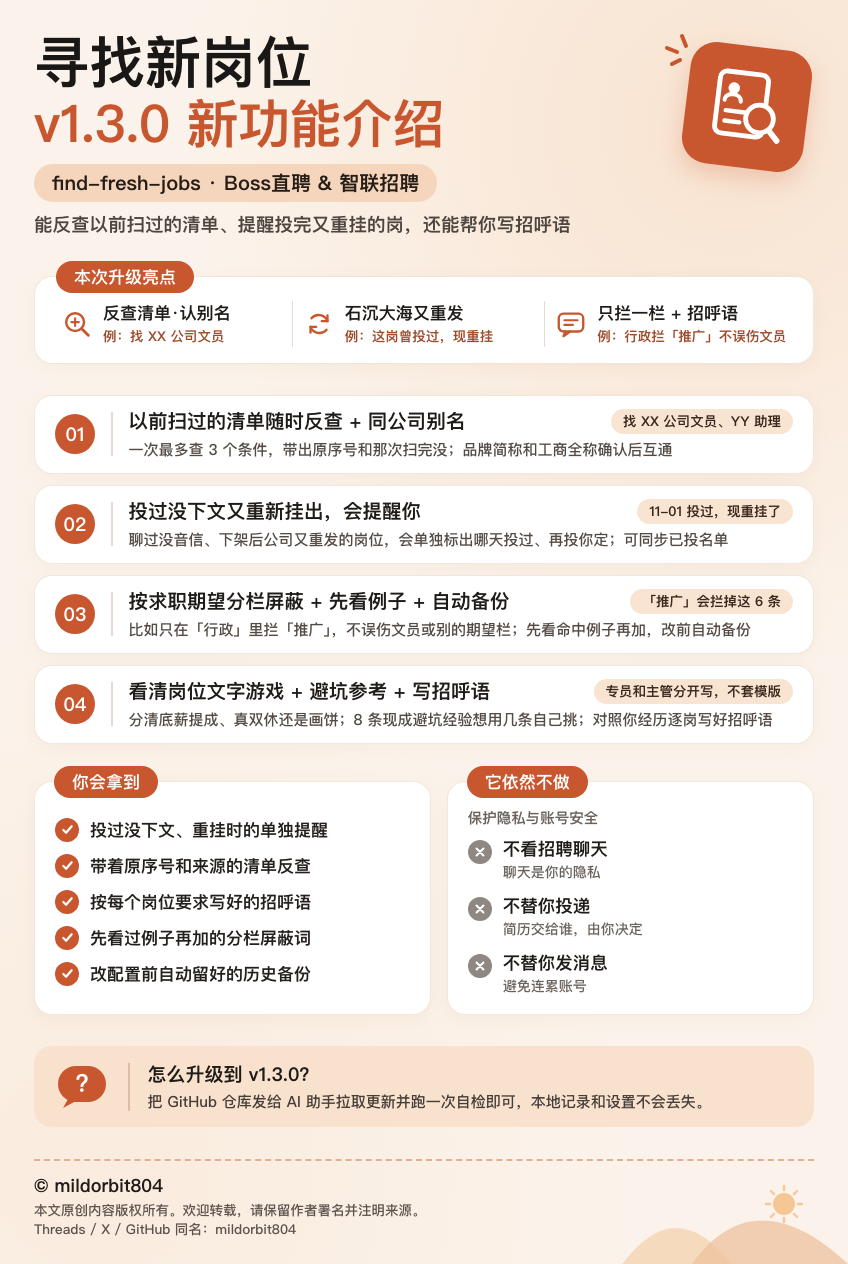 寻找新岗位
v1.3.0 新功能介绍
find-fresh-jobs · Boss直聘 & 智联招聘
能反查以前扫过的清单、提醒投完又重挂的岗，还能帮你写招呼语
本次升级亮点
反查清单·认别名
例：找 XX 公司文员
石沉大海又重发
例：这岗曾投过，现重挂
只拦一栏 + 招呼语
例：行政拦「推广」不误伤文员
01
以前扫过的清单随时反查 + 同公司别名
找 XX 公司文员、YY 助理
一次最多查 3 个条件，带出原序号和那次扫完没；品牌简称和工商全称确认后互通
02
投过没下文又重新挂出，会提醒你
11-01 投过，现重挂了
聊过没音信、下架后公司又重发的岗位，会单独标出哪天投过、再投你定；可同步已投名单
03
按求职期望分栏屏蔽 + 先看例子 + 自动备份
「推广」会拦掉这 6 条
比如只在「行政」里拦「推广」，不误伤文员或别的期望栏；先看命中例子再加，改前自动备份
04
看清岗位文字游戏 + 避坑参考 + 写招呼语
专员和主管分开写，不套模版
分清底薪提成、真双休还是画饼；8 条现成避坑经验想用几条自己挑；对照你经历逐岗写好招呼语
你会拿到
投过没下文、重挂时的单独提醒
带着原序号和来源的清单反查
按每个岗位要求写好的招呼语
先看过例子再加的分栏屏蔽词
改配置前自动留好的历史备份
它依然不做
保护隐私与账号安全
不看招聘聊天
聊天是你的隐私
不替你投递
简历交给谁，由你决定
不替你发消息
避免连累账号
?
怎么升级到 v1.3.0?
把 GitHub 仓库发给 AI 助手拉取更新并跑一次自检即可，本地记录和设置不会丢失。
© mildorbit804
本文原创内容版权所有。欢迎转载，请保留作者署名并注明来源。
Threads / X / GitHub 同名：mildorbit804